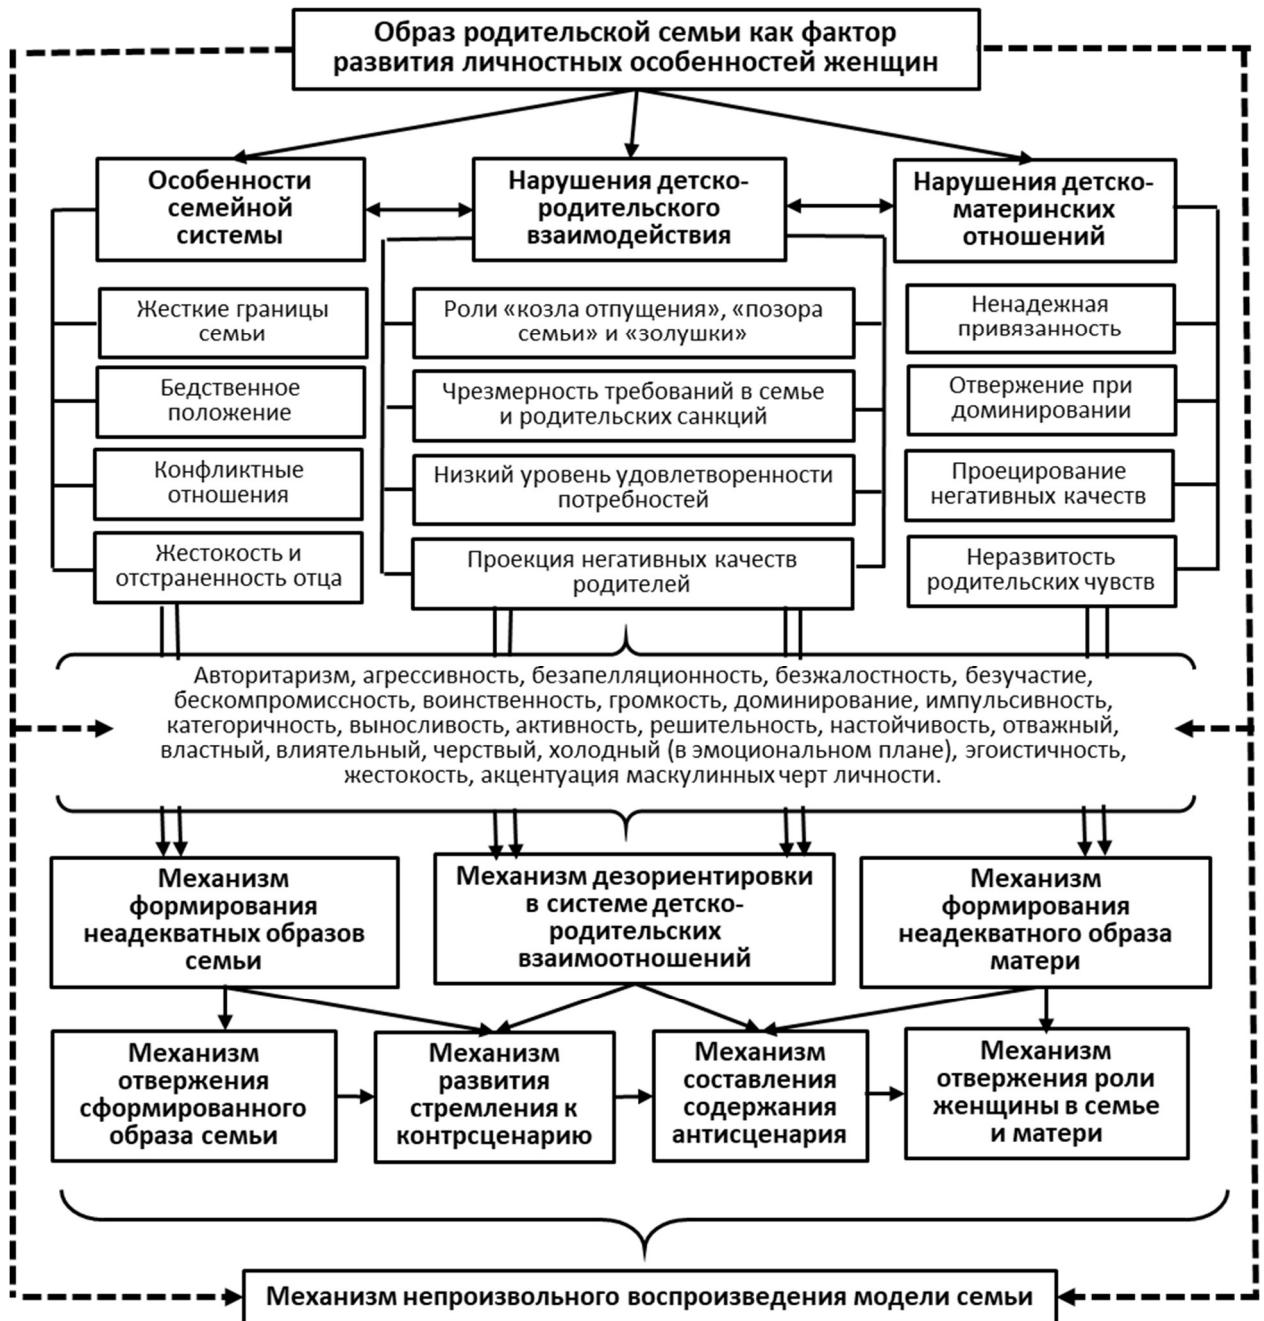 Образ родительской семьи как фактор
развития личностных особенностей женщин
Особенности
семейной
системы
Нарушения детско-
родительского
взаимодействия
Нарушения детско-
материнских
отношений
Жесткие границы
семьи
Роли «козла отпущения», «позора
семьи» и «золушки»
Ненадежная
привязанность
Бедственное
положение
Чрезмерность требований в семье
и родительских санкций
Отвержение при
доминировании
Конфликтные
отношения
Низкий уровень удовлетворенности
потребностей
Проецирование
негативных качеств
Жестокость и
отстраненность отца
Проекция негативных качеств
родителей
Неразвитость
родительских чувств
Авторитаризм, агрессивность, безапелляционность, безжалостность, безучастие,
бескомпромиссность, воинственность, громкость, доминирование, импульсивность,
категоричность, выносливость, активность, решительность, настойчивость, отважный,
властный, влиятельный, черствый, холодный (в эмоциональном плане), эгоистичность,
жестокость, акцентуация маскулинных черт личности.
Механизм
формирования
неадекватных образов
семьи
Механизм дезориентировки
в системе детско-
родительских
взаимоотношений
Механизм
формирования
неадекватного образа
матери
Механизм
отвержения
сформированного
образа семьи
Механизм
развития
стремления к
контрсценарию
Механизм
составления
содержания
антисценария
Механизм
отвержения роли
женщины в семье
и матери
Механизм непроизвольного воспроизведения модели семьи